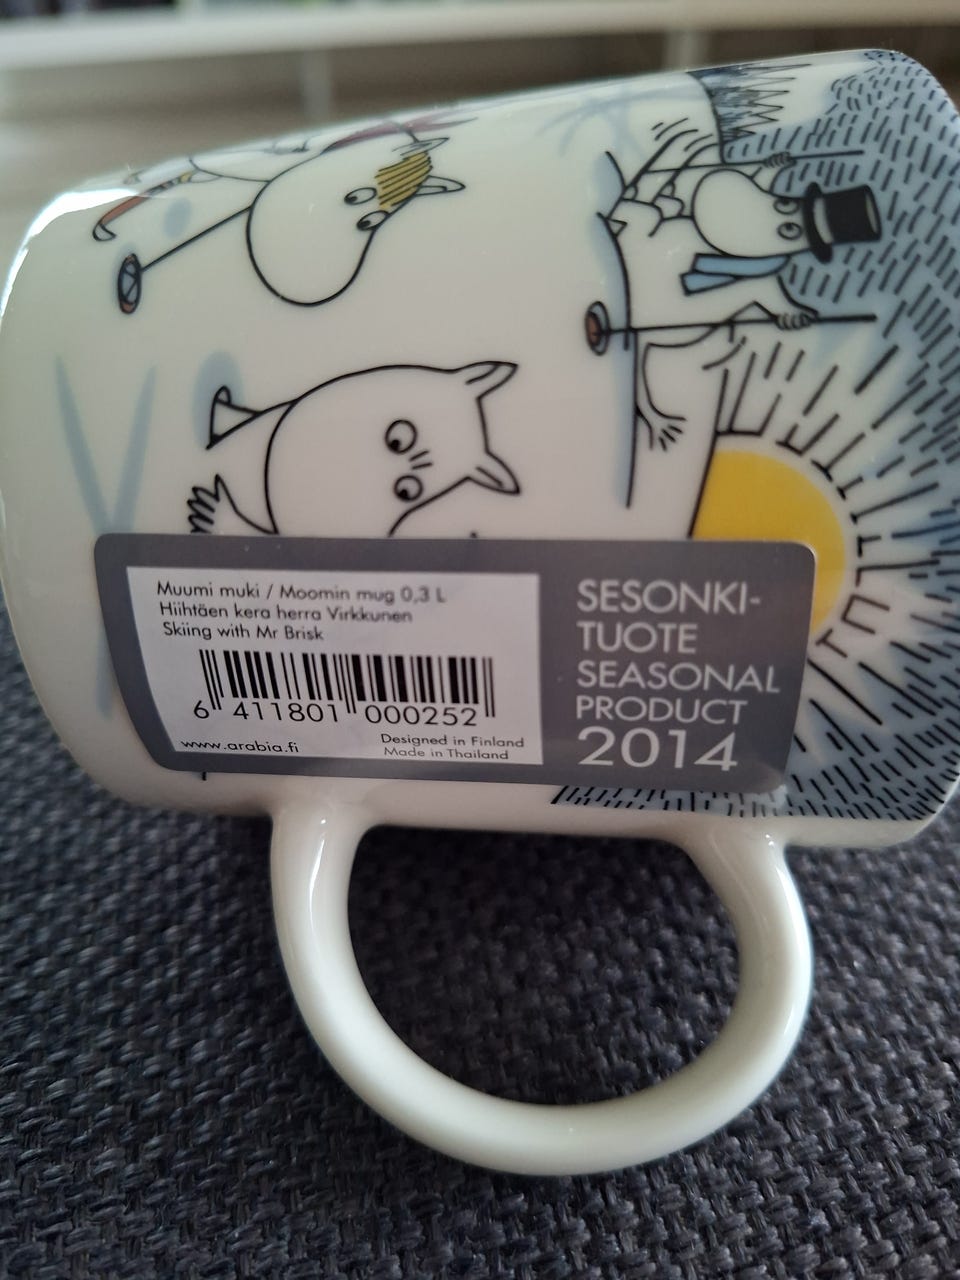 Muumi muki / Moomin mug 0,3 L
Hiihtäen kera herra Virkkunen
Skiing with Mr Brisk
6 411801 000252
www.arabia.fi
Designed in Finland
Made in Thailand
SESONKI-
TUOTE
SEASONAL
PRODUCT
2014